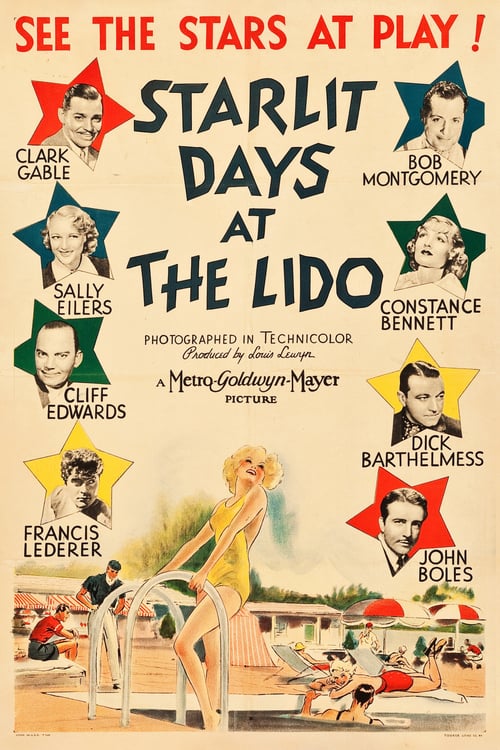 SEE THE STARS AT PLAY!
STARLIT
DAYS
AT
THE LIDO
CLARK
GABLE
BOB
MONTGOMERY
SALLY
EILERS
CONSTANCE
BENNETT
CLIFF
EDWARDS
DICK
BARTHELMESS
FRANCIS
LEDERER
JOHN
BOLES
PHOTOGRAPHED IN TECHNICOLOR
Produced by Louis Lewyn
A Metro-Goldwyn-Mayer
PICTURE